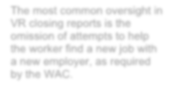 The most common oversight in
VR closing reports is the
omission of attempts to help
the worker find a new job with
a new employer, as required
by the WAC.